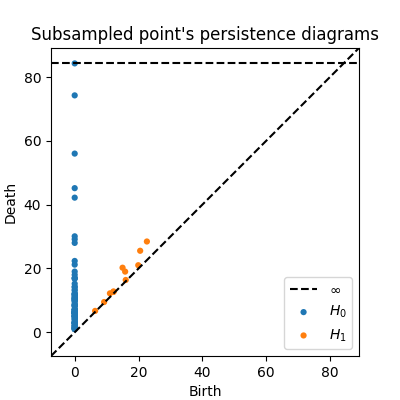 Subsampled point's persistence diagrams
Death
80
60
40
20
0
0 20 40 60 80
Birth
∞
H₀
H₁